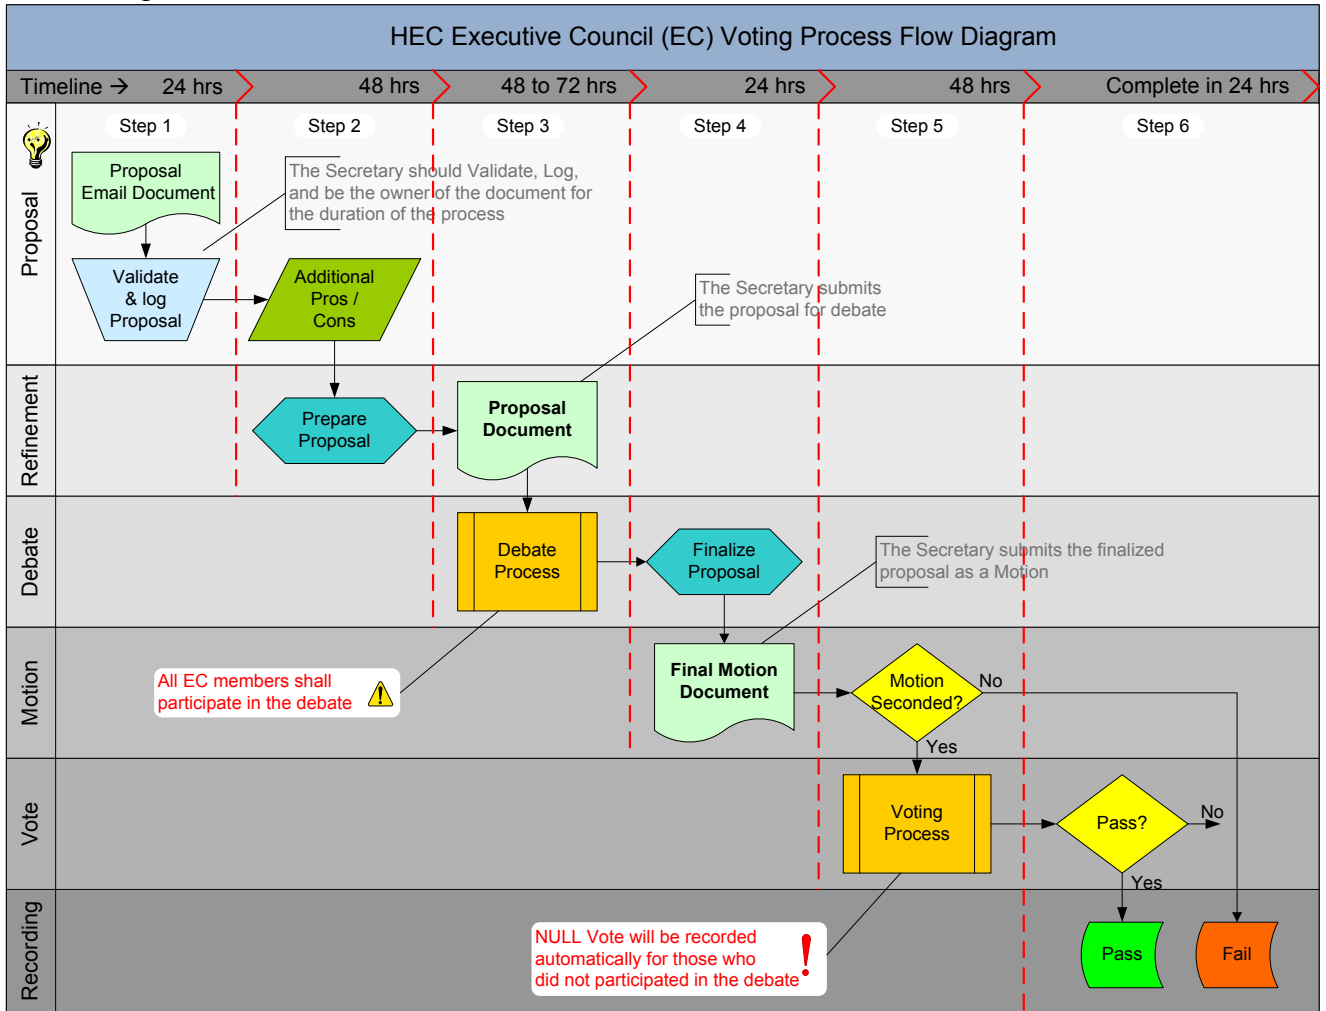 HEC Executive Council (EC) Voting Process Flow Diagram
Timeline → 24 hrs 48 hrs 48 to 72 hrs 24 hrs 48 hrs Complete in 24 hrs
Step 1 Step 2 Step 3 Step 4 Step 5 Step 6
Proposal
Proposal
Email Document
The Secretary should Validate, Log,
and be the owner of the document for
the duration of the process
Validate
& log
Proposal
Additional
Pros /
Cons
The Secretary submits
the proposal for debate
Refinement
Prepare
Proposal
Proposal
Document
Debate
Debate
Process
Finalize
Proposal
The Secretary submits the finalized
proposal as a Motion
Motion
All EC members shall
participate in the debate
Final Motion
Document
Motion
Seconded?
No
Yes
Vote
Voting
Process
Pass?
No
Yes
Recording
NULL Vote will be recorded
automatically for those who
did not participated in the debate
Pass
Fail